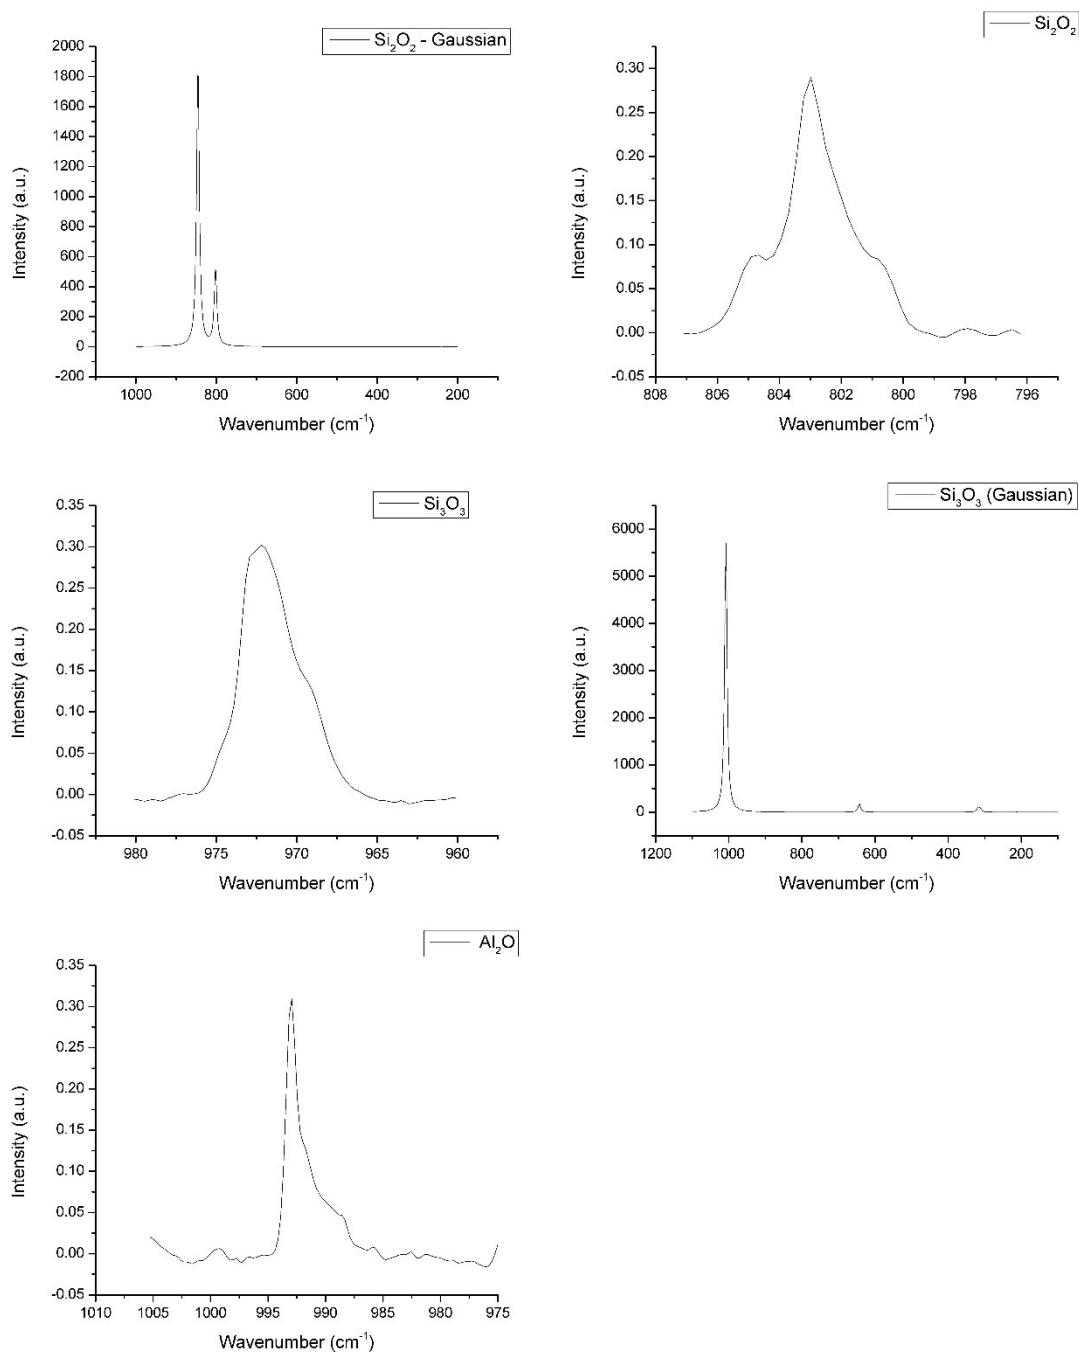 Si₂O₂ - Gaussian
2000
1800
1600
1400
1200
1000
800
600
400
200
0
-200
1000 800 600 400 200
Intensity (a.u.)
Wavenumber (cm⁻¹)
Si₂O₂
0.30
0.25
0.20
0.15
0.10
0.05
0.00
-0.05
808 806 804 802 800 798 796
Intensity (a.u.)
Wavenumber (cm⁻¹)
Si₃O₃
0.35
0.30
0.25
0.20
0.15
0.10
0.05
0.00
-0.05
980 975 970 965 960
Intensity (a.u.)
Wavenumber (cm⁻¹)
Si₃O₃ (Gaussian)
6000
5000
4000
3000
2000
1000
0
1200 1000 800 600 400 200
Intensity (a.u.)
Wavenumber (cm⁻¹)
Al₂O
0.35
0.30
0.25
0.20
0.15
0.10
0.05
0.00
-0.05
1010 1005 1000 995 990 985 980 975
Intensity (a.u.)
Wavenumber (cm⁻¹)